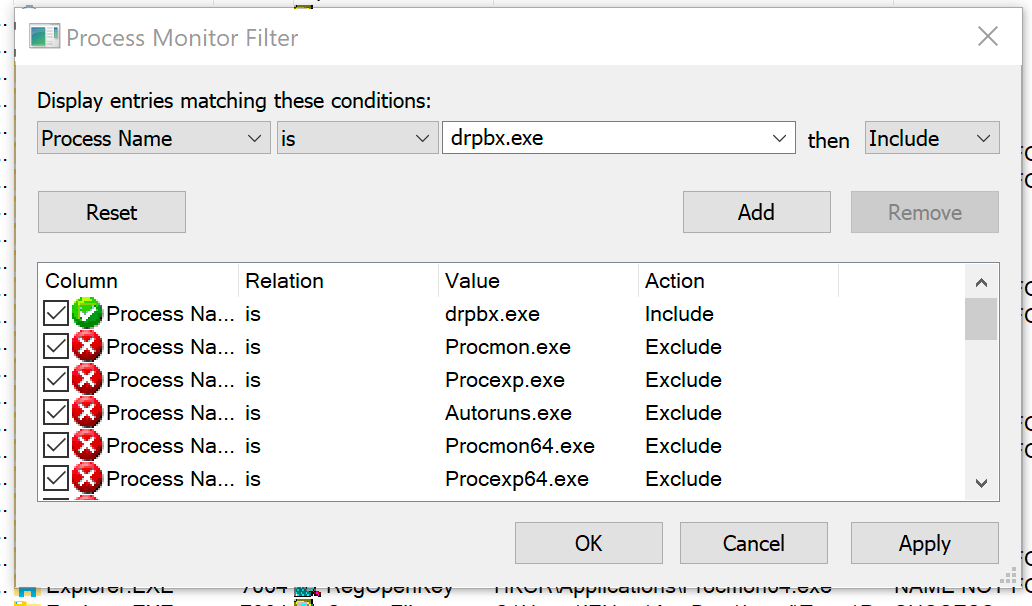 Process Monitor Filter
Display entries matching these conditions:
Process Name is drpbx.exe then Include
Reset Add Remove
Column Relation Value Action
Process Na... is drpbx.exe Include
Process Na... is Procmon.exe Exclude
Process Na... is Procexp.exe Exclude
Process Na... is Autoruns.exe Exclude
Process Na... is Procmon64.exe Exclude
Process Na... is Procexp64.exe Exclude
OK Cancel Apply
Explorer.EXE 7004 RegOpenKey HKCR\Applications\Procmon64.exe NAME NOT F